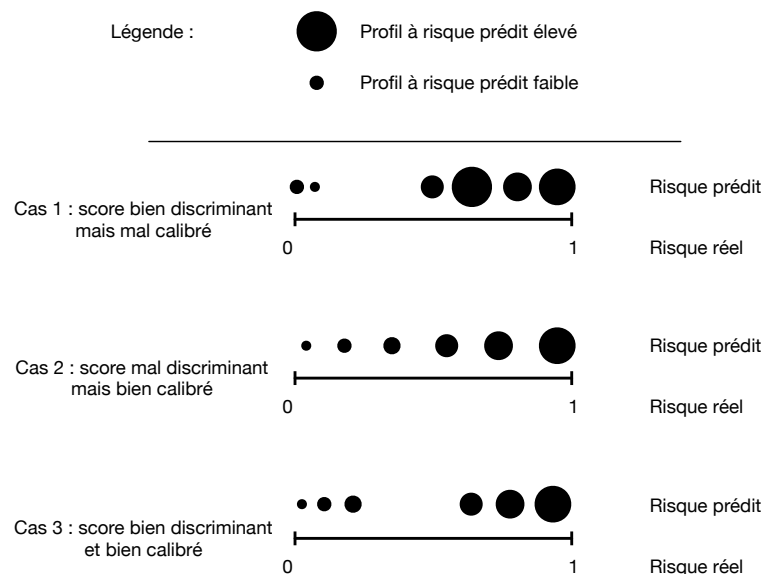 Légende :
Profil à risque prédit élevé
Profil à risque prédit faible
Risque prédit
Cas 1 : score bien discriminant
mais mal calibré
0
1
Risque réel
Risque prédit
Cas 2 : score mal discriminant
mais bien calibré
0
1
Risque réel
Risque prédit
Cas 3 : score bien discriminant
et bien calibré
0
1
Risque réel